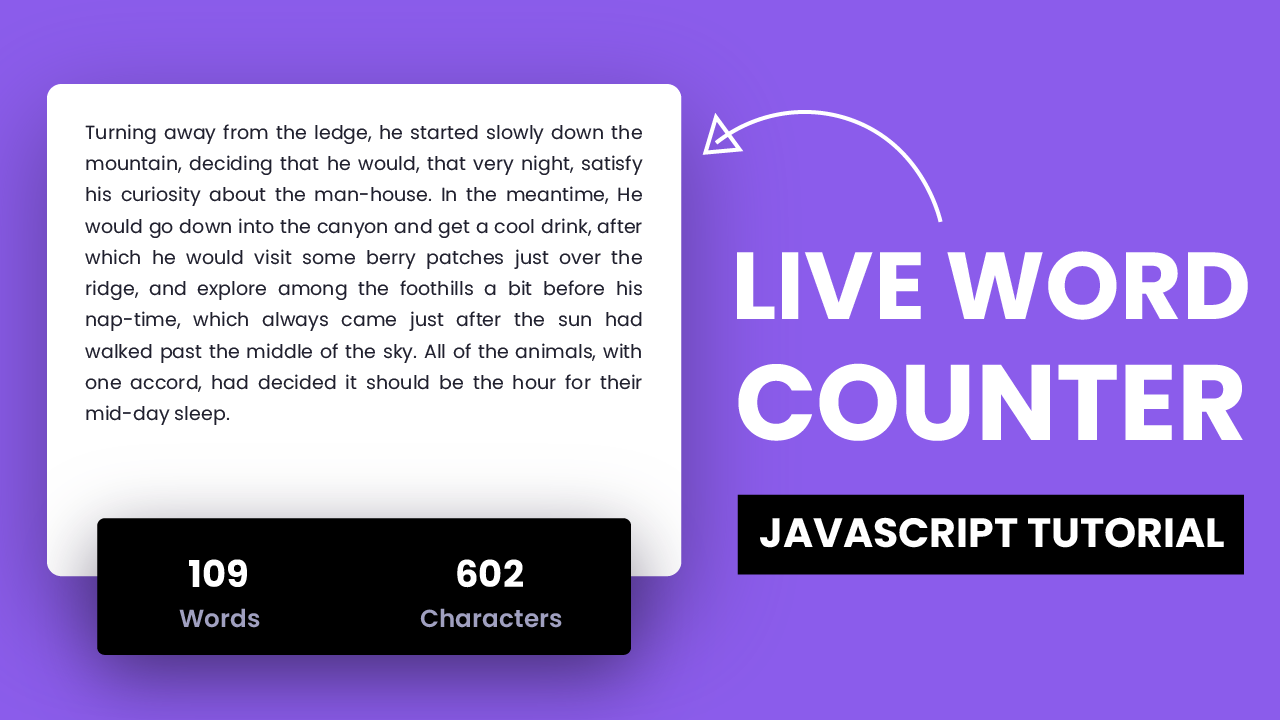 Turning away from the ledge, he started slowly down the
mountain, deciding that he would, that very night, satisfy
his curiosity about the man-house. In the meantime, He
would go down into the canyon and get a cool drink, after
which he would visit some berry patches just over the
ridge, and explore among the foothills a bit before his
nap-time, which always came just after the sun had
walked past the middle of the sky. All of the animals, with
one accord, had decided it should be the hour for their
mid-day sleep.
109
Words
602
Characters
LIVE WORD
COUNTER
JAVASCRIPT TUTORIAL